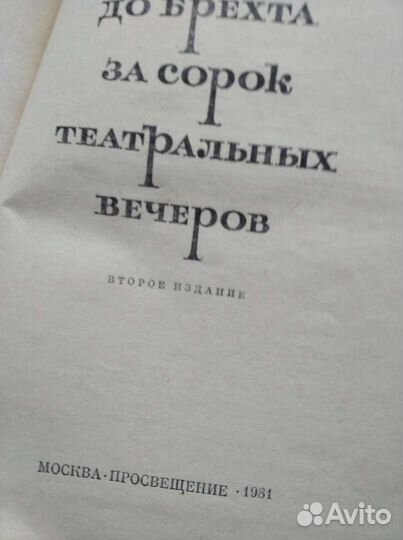 ДО БРЕХТА
ЗА СОРОК
ТЕАТРАЛЬНЫХ
ВЕЧЕРОВ
ВТОРОЕ ИЗДАНИЕ
МОСКВА · ПРОСВЕЩЕНИЕ · 1981
Avito